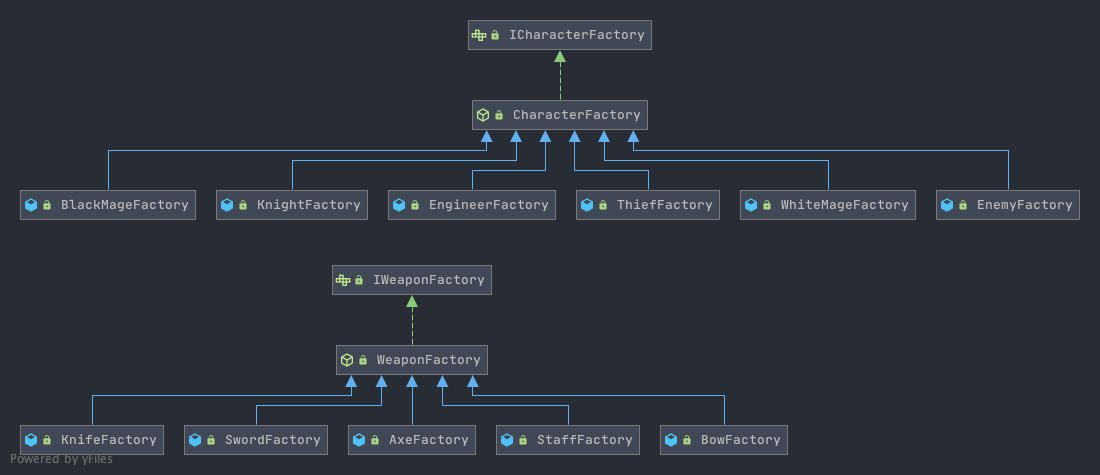 ICharacterFactory
CharacterFactory
BlackMageFactory KnightFactory EngineerFactory ThiefFactory WhiteMageFactory EnemyFactory
IWeaponFactory
WeaponFactory
KnifeFactory SwordFactory AxeFactory StaffFactory BowFactory
Powered by yFiles